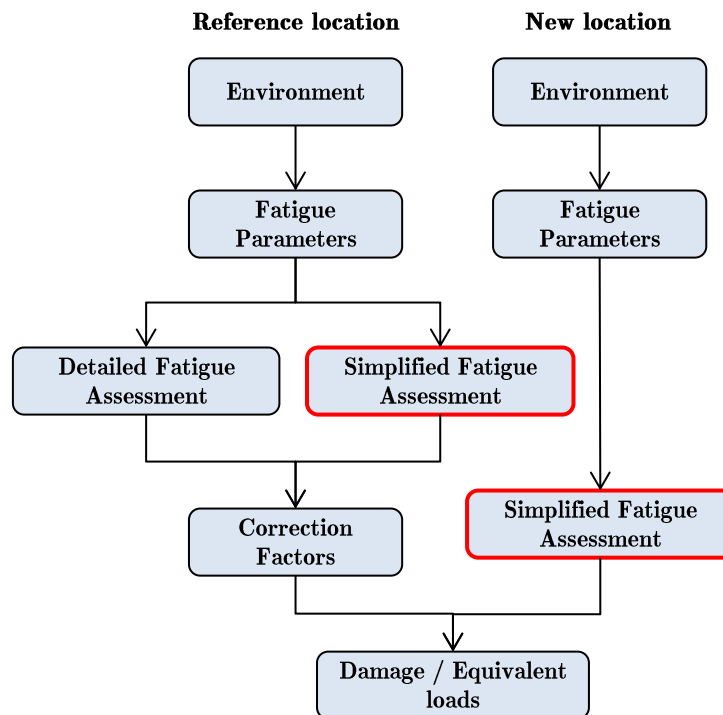 Reference location
New location
Environment
Environment
Fatigue
Parameters
Fatigue
Parameters
Detailed Fatigue
Assessment
Simplified Fatigue
Assessment
Simplified Fatigue
Assessment
Correction
Factors
Damage / Equivalent
loads